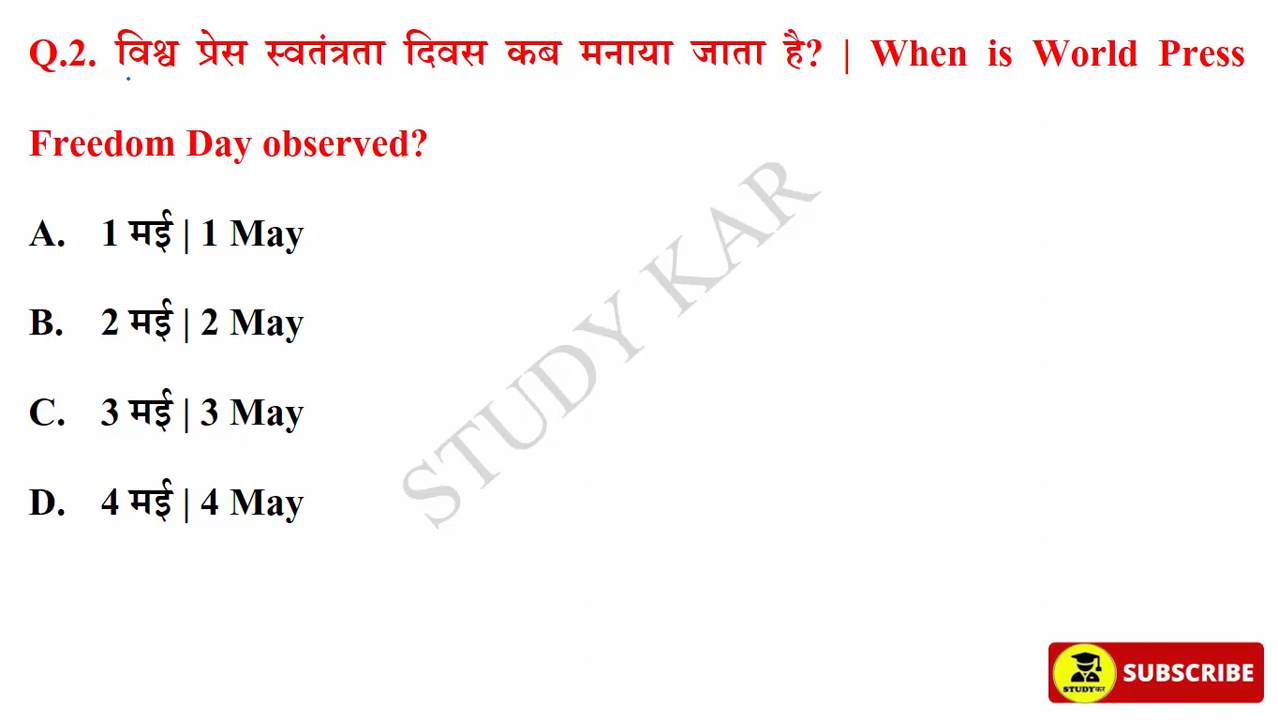 Q.2. विश्व प्रेस स्वतंत्रता दिवस कब मनाया जाता है? | When is World Press
Freedom Day observed?
A. 1 मई | 1 May
B. 2 मई | 2 May
C. 3 मई | 3 May
D. 4 मई | 4 May
STUDY KAR
STUDYकर
SUBSCRIBE